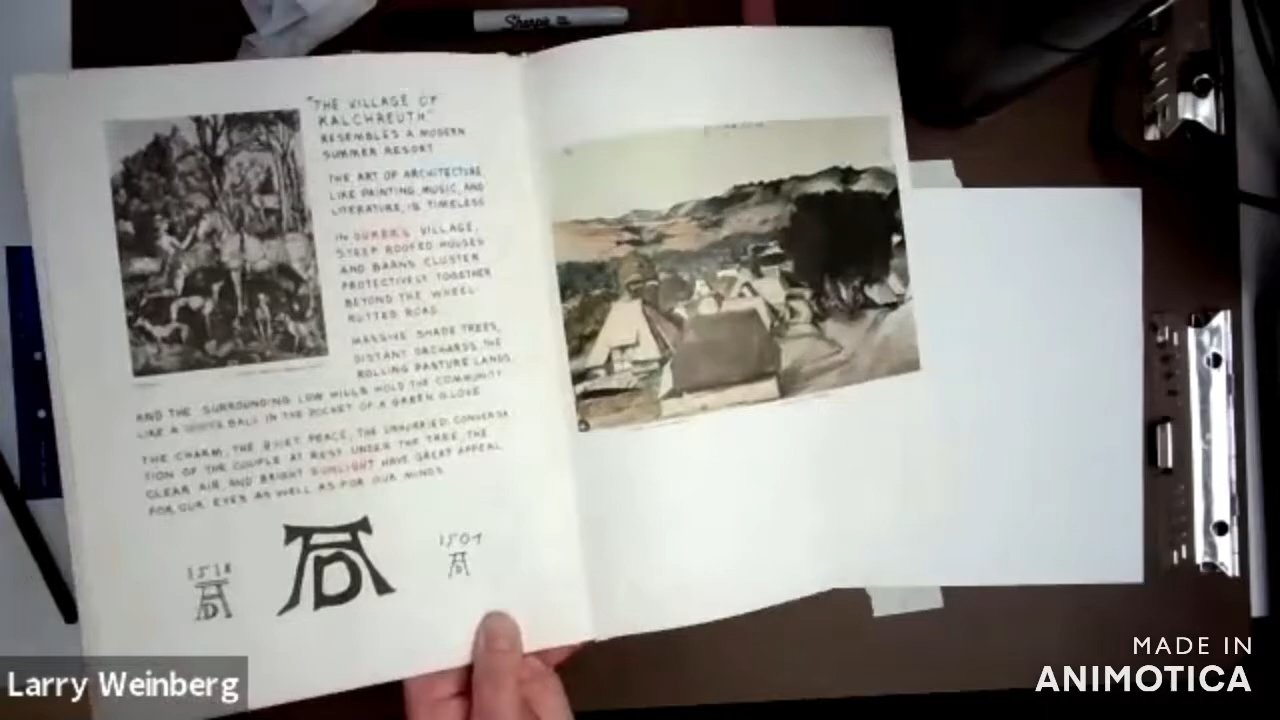 Sharpie
"THE VILLAGE OF
KALCHREUTH"
RESEMBLES A MODERN
SUMMER RESORT
THE ART OF ARCHITECTURE,
LIKE PAINTING, MUSIC, AND
LITERATURE, IS TIMELESS
IN DURER'S VILLAGE,
STEEP ROOFED HOUSES
AND BARNS CLUSTER
PROTECTIVELY TOGETHER
BEYOND THE WHEEL-
RUTTED ROAD.
MASSIVE SHADE TREES,
DISTANT ORCHARDS, THE
ROLLING PASTURE LANDS
AND THE SURROUNDING LOW HILLS HOLD THE COMMUNITY
LIKE A WHITE BALL IN THE POCKET OF A GREEN GLOVE
THE CHARM, THE QUIET PEACE, THE UNHURRIED CONVERSA
TION OF THE COUPLE AT REST UNDER THE TREE, THE
CLEAR AIR, AND BRIGHT SUNLIGHT HAVE GREAT APPEAL
FOR OUR EYES AS WELL AS FOR OUR MINDS
1518
AD
AD
AD
Larry Weinberg
MADE IN
ANIMOTICA